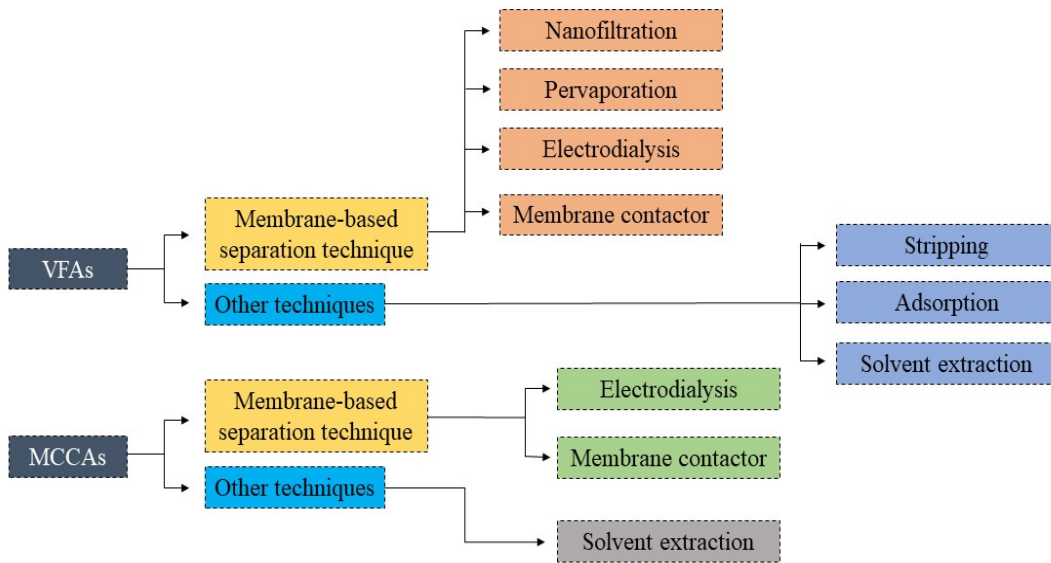 VFAs
Membrane-based
separation technique
Nanofiltration
Pervaporation
Electrodialysis
Membrane contactor
Other techniques
Stripping
Adsorption
Solvent extraction
MCCAs
Membrane-based
separation technique
Electrodialysis
Membrane contactor
Other techniques
Solvent extraction